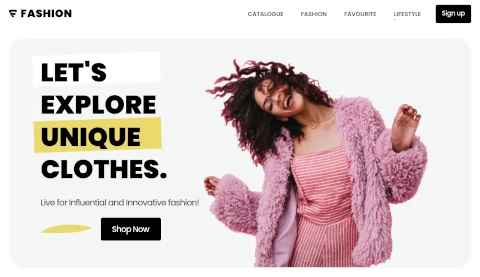 FASHION
CATALOGUE FASHION FAVOURITE LIFESTYLE Sign up
LET'S
EXPLORE
UNIQUE
CLOTHES.
Live for Influential and Innovative fashion!
Shop Now